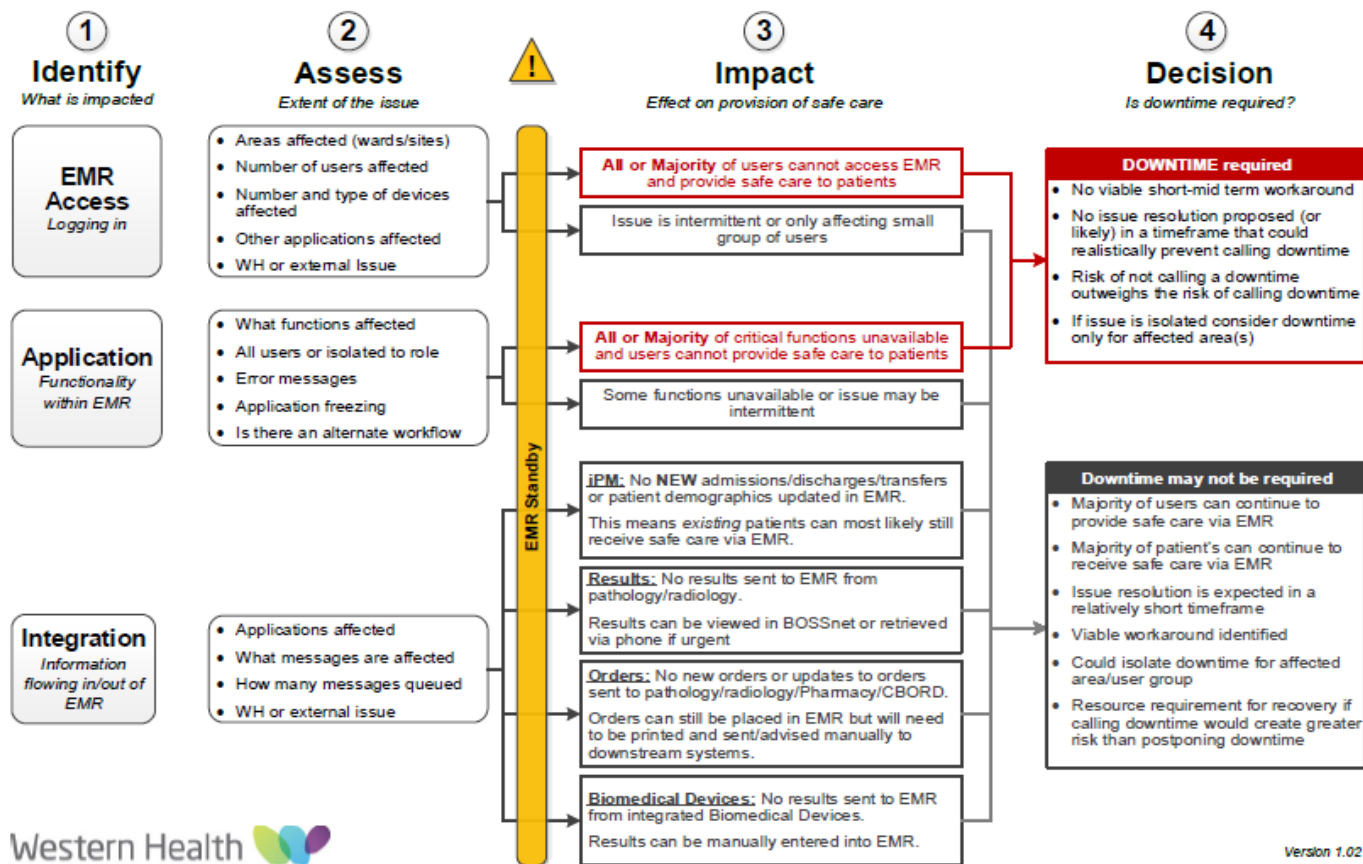 1
Identify
What is impacted
2
Assess
Extent of the issue
!
3
Impact
Effect on provision of safe care
4
Decision
Is downtime required?
EMR
Access
Logging in
• Areas affected (wards/sites)
• Number of users affected
• Number and type of devices
affected
• Other applications affected
• WH or external Issue
Application
Functionality
within EMR
• What functions affected
• All users or isolated to role
• Error messages
• Application freezing
• Is there an alternate workflow
Integration
Information
flowing in/out of
EMR
• Applications affected
• What messages are affected
• How many messages queued
• WH or external issue
EMR Standby
All or Majority of users cannot access EMR
and provide safe care to patients
Issue is intermittent or only affecting small
group of users
All or Majority of critical functions unavailable
and users cannot provide safe care to patients
Some functions unavailable or issue may be
intermittent
iPM: No NEW admissions/discharges/transfers
or patient demographics updated in EMR.
This means existing patients can most likely still
receive safe care via EMR.
Results: No results sent to EMR from
pathology/radiology.
Results can be viewed in BOSSnet or retrieved
via phone if urgent
Orders: No new orders or updates to orders
sent to pathology/radiology/Pharmacy/CBORD.
Orders can still be placed in EMR but will need
to be printed and sent/advised manually to
downstream systems.
Biomedical Devices: No results sent to EMR
from integrated Biomedical Devices.
Results can be manually entered into EMR.
DOWNTIME required
• No viable short-mid term workaround
• No issue resolution proposed (or
likely) in a timeframe that could
realistically prevent calling downtime
• Risk of not calling a downtime
outweighs the risk of calling downtime
• If issue is isolated consider downtime
only for affected area(s)
Downtime may not be required
• Majority of users can continue to
provide safe care via EMR
• Majority of patient's can continue to
receive safe care via EMR
• Issue resolution is expected in a
relatively short timeframe
• Viable workaround identified
• Could isolate downtime for affected
area/user group
• Resource requirement for recovery if
calling downtime would create greater
risk than postponing downtime
Western Health
Version 1.02